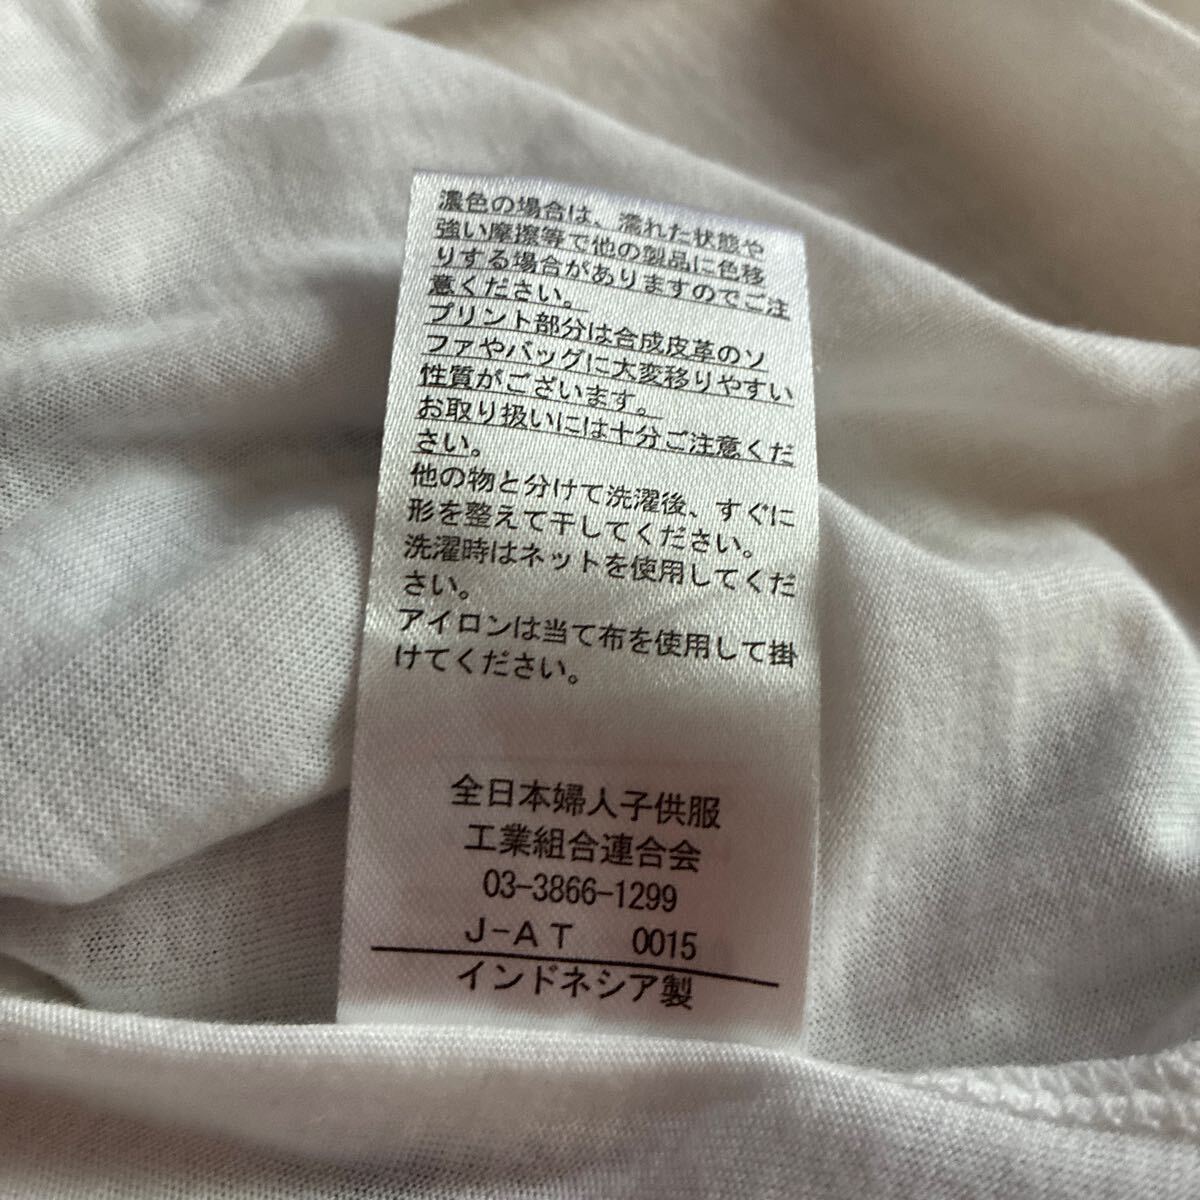 濃色の場合は、濡れた状態や
強い摩擦等で他の製品に色移
りする場合がありますのでご注
意ください。
プリント部分は合成皮革のソ
ファやバッグに大変移りやすい
性質がございます。
お取り扱いには十分ご注意くだ
さい。
他の物と分けて洗濯後、すぐに
形を整えて干してください。
洗濯時はネットを使用してくだ
さい。
アイロンは当て布を使用して掛
けてください。
全日本婦人子供服
工業組合連合会
03-3866-1299
J-AT 0015
インドネシア製